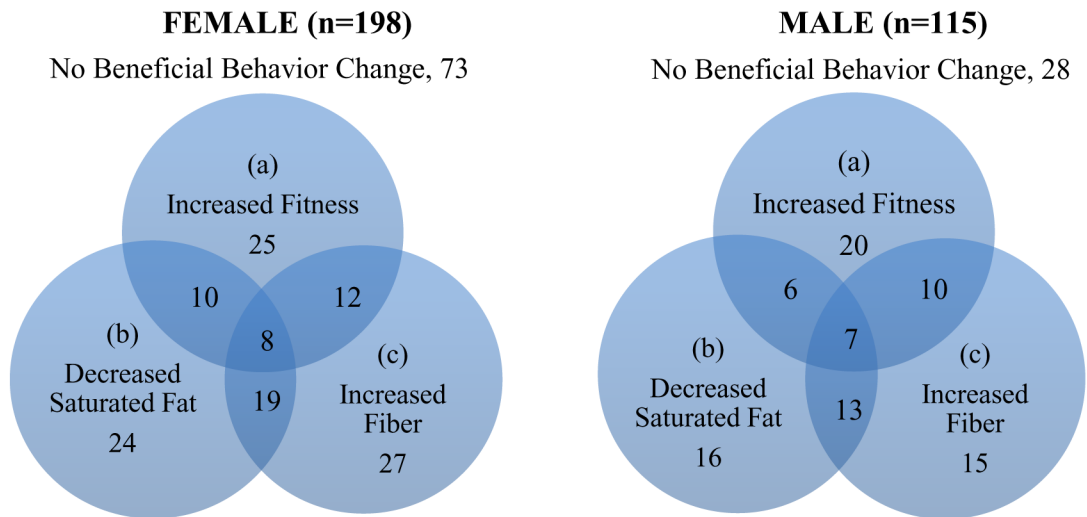 FEMALE (n=198)
No Beneficial Behavior Change, 73
(a)
Increased Fitness
25
10
12
8
(b)
Decreased
Saturated Fat
24
19
(c)
Increased
Fiber
27
MALE (n=115)
No Beneficial Behavior Change, 28
(a)
Increased Fitness
20
6
10
7
(b)
Decreased
Saturated Fat
16
13
(c)
Increased
Fiber
15